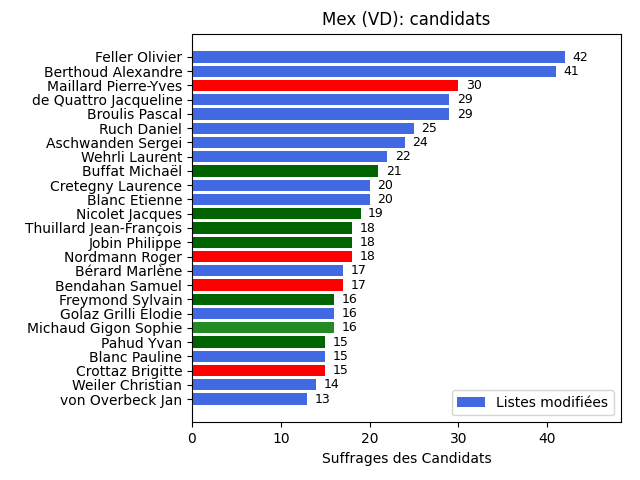 Mex (VD): candidats
Feller Olivier 42
Berthoud Alexandre 41
Maillard Pierre-Yves 30
de Quattro Jacqueline 29
Broulis Pascal 29
Ruch Daniel 25
Aschwanden Sergei 24
Wehrli Laurent 22
Buffat Michaël 21
Cretegny Laurence 20
Blanc Etienne 20
Nicolet Jacques 19
Thuillard Jean-François 18
Jobin Philippe 18
Nordmann Roger 18
Bérard Marlène 17
Bendahan Samuel 17
Freymond Sylvain 16
Golaz Grilli Élodie 16
Michaud Gigon Sophie 16
Pahud Yvan 15
Blanc Pauline 15
Crottaz Brigitte 15
Weiler Christian 14
von Overbeck Jan 13
Listes modifiées
0 10 20 30 40
Suffrages des Candidats